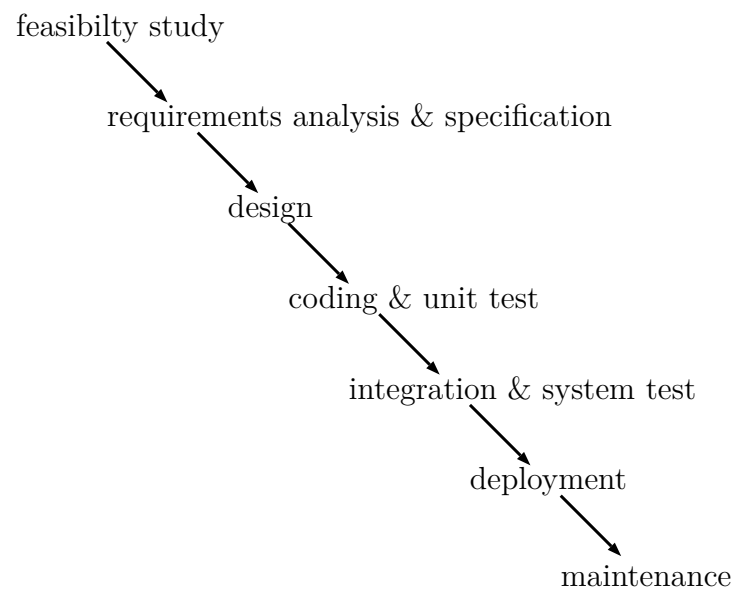 feasibilty study
requirements analysis & specification
design
coding & unit test
integration & system test
deployment
maintenance